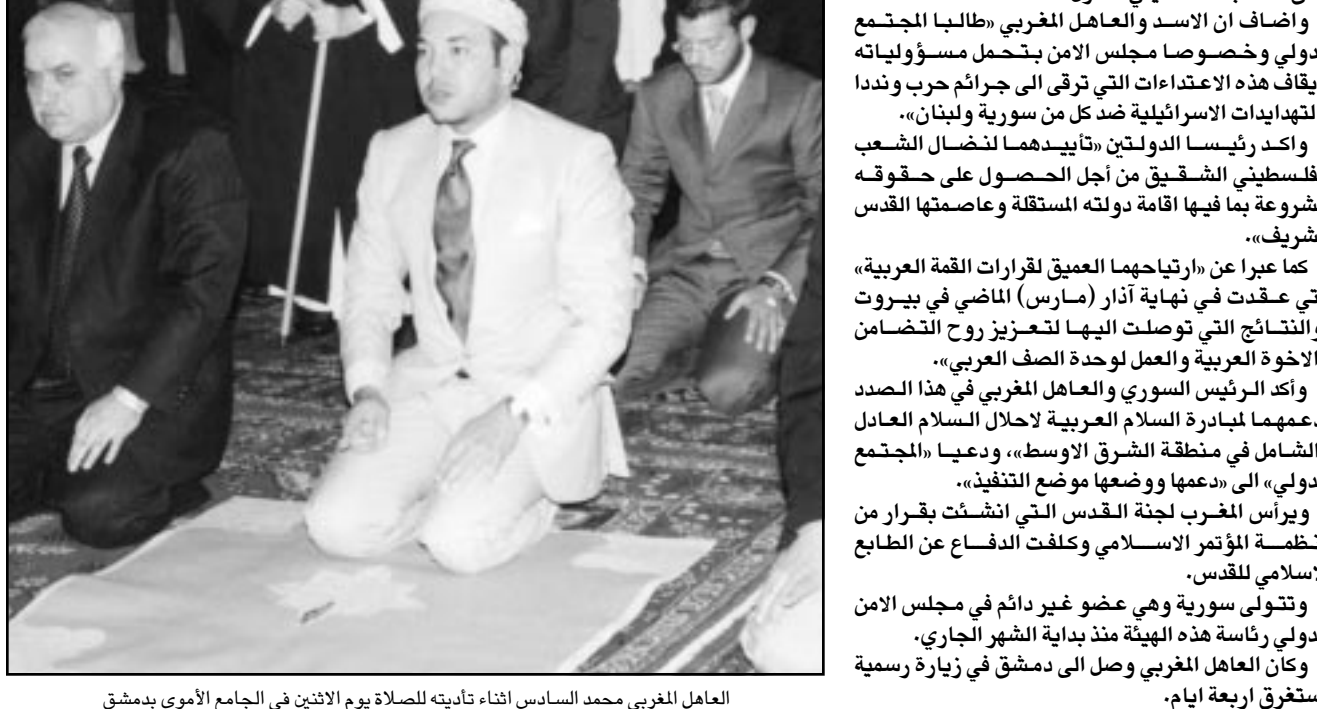 واضاف ان الاسد والعاهل المغربي «طالبا المجتمع
دولي وخصوصا مجلس الامن بتحمل مسؤولياته
يقاف هذه الاعتداءات التي ترقى الى جرائم حرب ونددا
لتهديدات الاسرائيلية ضد كل من سورية ولبنان».
واكد رئيسا الدولتين «تأييدهما لنضال الشعب
فلسطيني الشقيق من أجل الحصول على حقوقه
شروعة بما فيها اقامة دولته المستقلة وعاصمتها القدس
شريف».
كما عبرا عن «ارتياحهما العميق لقرارات القمة العربية»
تي عقدت في نهاية آذار (مارس) الماضي في بيروت
والنتائج التي توصلت اليها لتعزيز روح التضامن
الاخوة العربية والعمل لوحدة الصف العربي».
وأكد الرئيس السوري والعاهل المغربي في هذا الصدد
دعمهما لمبادرة السلام العربية لاحلال السلام العادل
الشامل في منطقة الشرق الاوسط»، ودعيا «المجتمع
دولي» الى «دعمها ووضعها موضع التنفيذ».
ويرأس المغرب لجنة القدس التي انشئت بقرار من
نظمة المؤتمر الاسلامي وكلفت الدفاع عن الطابع
لاسلامي للقدس.
وتتولى سورية وهي عضو غير دائم في مجلس الامن
دولي رئاسة هذه الهيئة منذ بداية الشهر الجاري.
وكان العاهل المغربي وصل الى دمشق في زيارة رسمية
ستغرق اربعة ايام.
العاهل المغربي محمد السادس اثناء تأديته للصلاة يوم الاثنين في الجامع الأموي بدمشق